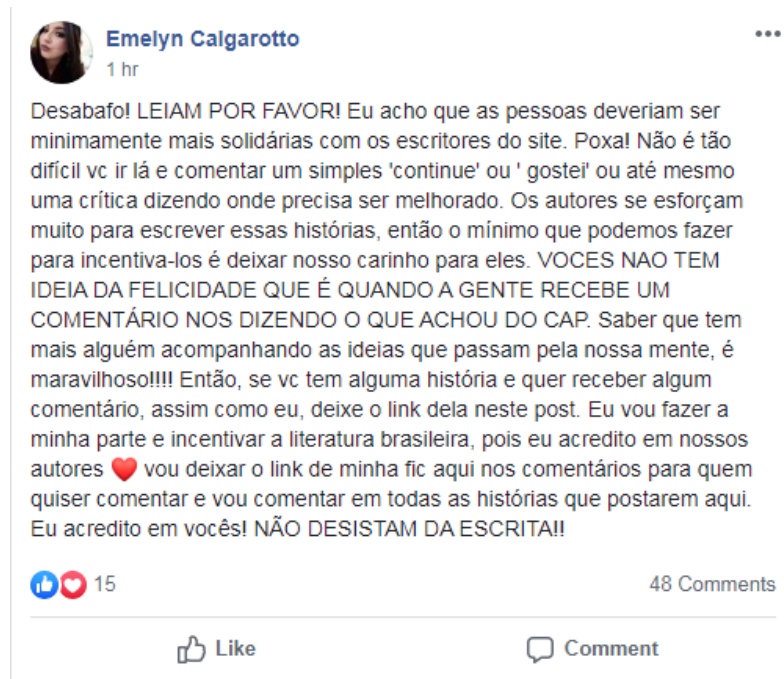 Emelyn Calgarotto
1 hr
Desabafo! LEIAM POR FAVOR! Eu acho que as pessoas deveriam ser
minimamente mais solidárias com os escritores do site. Poxa! Não é tão
difícil vc ir lá e comentar um simples 'continue' ou ' gostei' ou até mesmo
uma crítica dizendo onde precisa ser melhorado. Os autores se esforçam
muito para escrever essas histórias, então o mínimo que podemos fazer
para incentiva-los é deixar nosso carinho para eles. VOCES NAO TEM
IDEIA DA FELICIDADE QUE É QUANDO A GENTE RECEBE UM
COMENTÁRIO NOS DIZENDO O QUE ACHOU DO CAP. Saber que tem
mais alguém acompanhando as ideias que passam pela nossa mente, é
maravilhoso!!!! Então, se vc tem alguma história e quer receber algum
comentário, assim como eu, deixe o link dela neste post. Eu vou fazer a
minha parte e incentivar a literatura brasileira, pois eu acredito em nossos
autores ❤️ vou deixar o link de minha fic aqui nos comentários para quem
quiser comentar e vou comentar em todas as histórias que postarem aqui.
Eu acredito em vocês! NÃO DESISTAM DA ESCRITA!!
15 48 Comments
Like Comment